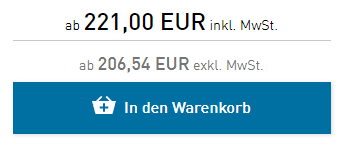 ab 221,00 EUR inkl. MwSt.
ab 206,54 EUR exkl. MwSt.
In den Warenkorb